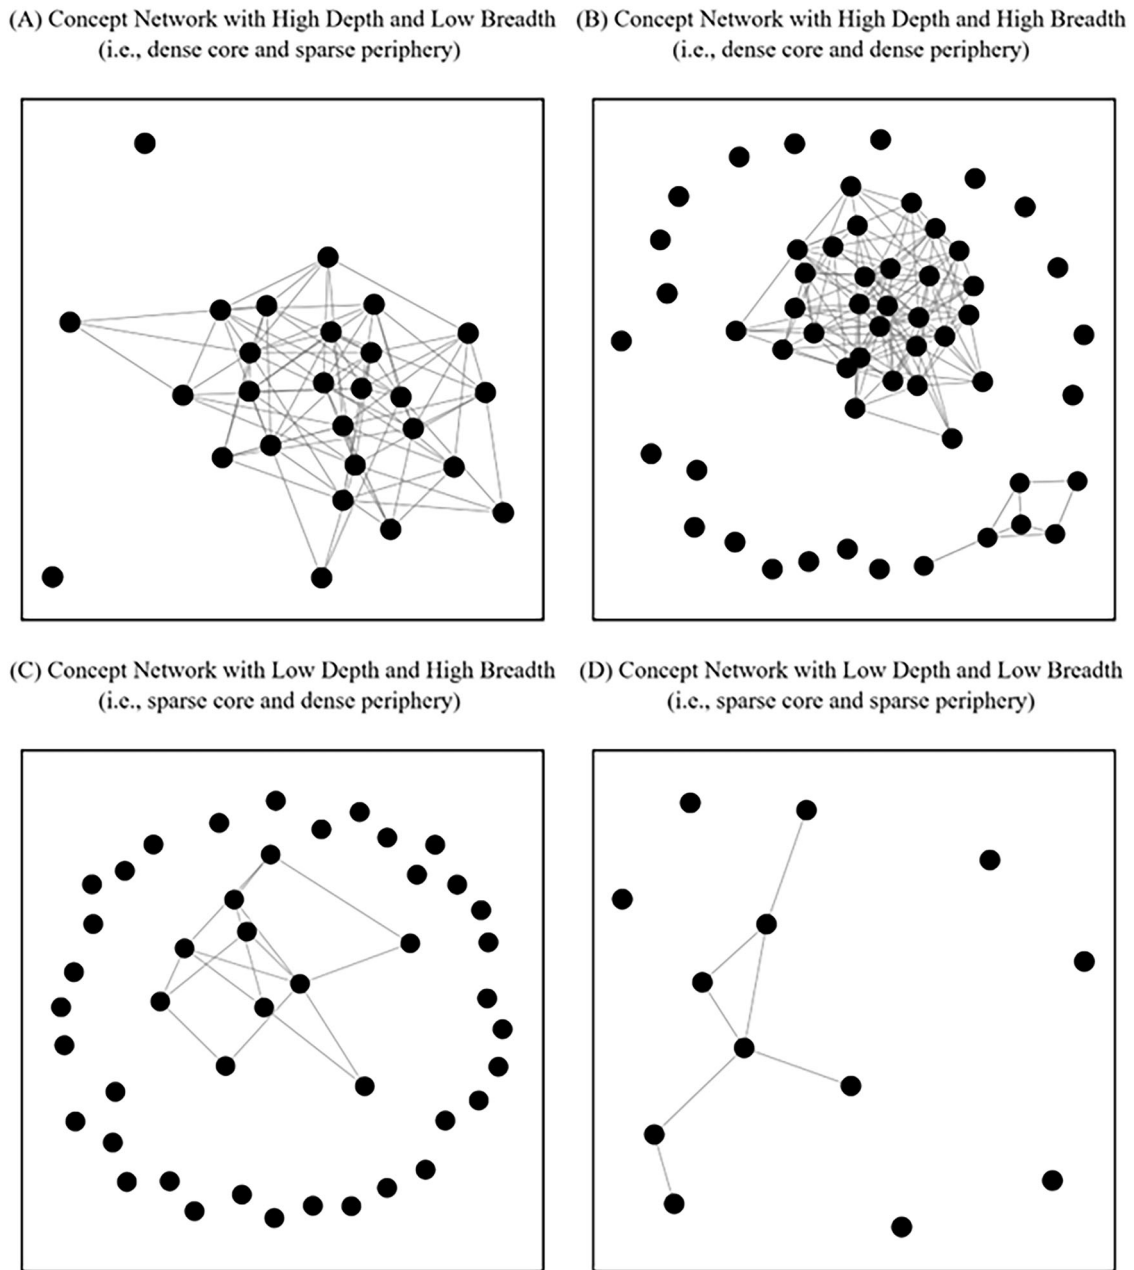 (A) Concept Network with High Depth and Low Breadth
(i.e., dense core and sparse periphery)
(B) Concept Network with High Depth and High Breadth
(i.e., dense core and dense periphery)
(C) Concept Network with Low Depth and High Breadth
(i.e., sparse core and dense periphery)
(D) Concept Network with Low Depth and Low Breadth
(i.e., sparse core and sparse periphery)